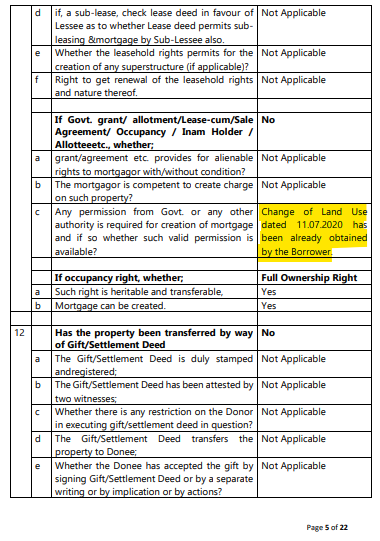 d if, a sub-lease, check lease deed in favour of Not Applicable
Lessee as to whether Lease deed permits sub-
leasing &mortgage by Sub-Lessee also.
e Whether the leasehold rights permits for the Not Applicable
creation of any superstructure (if applicable)?
f Right to get renewal of the leasehold rights Not Applicable
and nature thereof.
If Govt. grant/ allotment/Lease-cum/Sale No
Agreement/ Occupancy / Inam Holder /
Allotteeetc., whether;
a grant/agreement etc. provides for alienable Not Applicable
rights to mortgagor with/without condition?
b The mortgagor is competent to create charge Not Applicable
on such property?
c Any permission from Govt. or any other Change of Land Use
authority is required for creation of mortgage dated 11.07.2020 has
and if so whether such valid permission is been already obtained
available? by the Borrower.
If occupancy right, whether; Full Ownership Right
a Such right is heritable and transferable, Yes
b Mortgage can be created. Yes
12 Has the property been transferred by way No
of Gift/Settlement Deed
a The Gift/Settlement Deed is duly stamped Not Applicable
andregistered;
b The Gift/Settlement Deed has been attested by Not Applicable
two witnesses;
c Whether there is any restriction on the Donor Not Applicable
in executing gift/settlement deed in question?
d The Gift/Settlement Deed transfers the Not Applicable
property to Donee;
e Whether the Donee has accepted the gift by Not Applicable
signing Gift/Settlement Deed or by a separate
writing or by implication or by actions?
Page 5 of 22